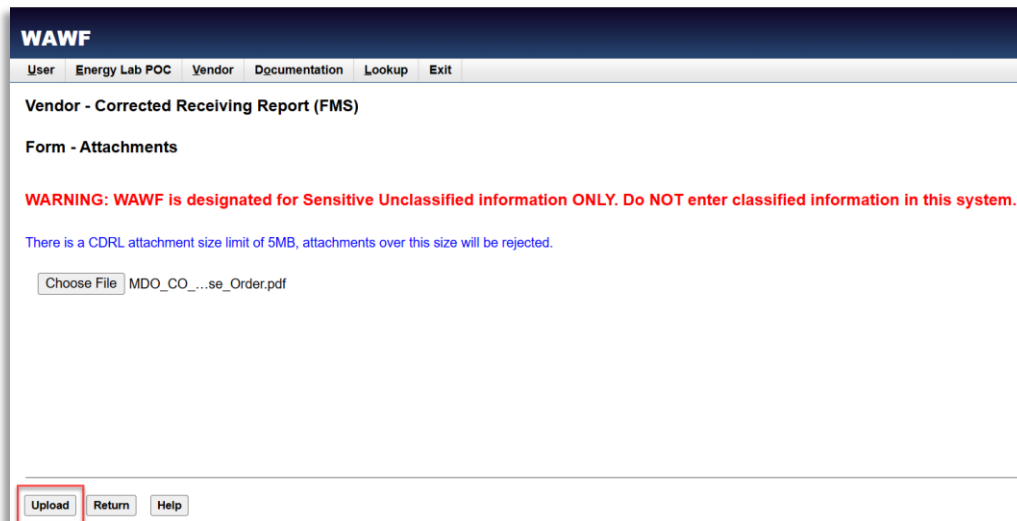 WAWF
User Energy Lab POC Vendor Documentation Lookup Exit
Vendor - Corrected Receiving Report (FMS)
Form - Attachments
WARNING: WAWF is designated for Sensitive Unclassified information ONLY. Do NOT enter classified information in this system.
There is a CDRL attachment size limit of 5MB, attachments over this size will be rejected.
Choose File MDO_CO_...se_Order.pdf
Upload Return Help